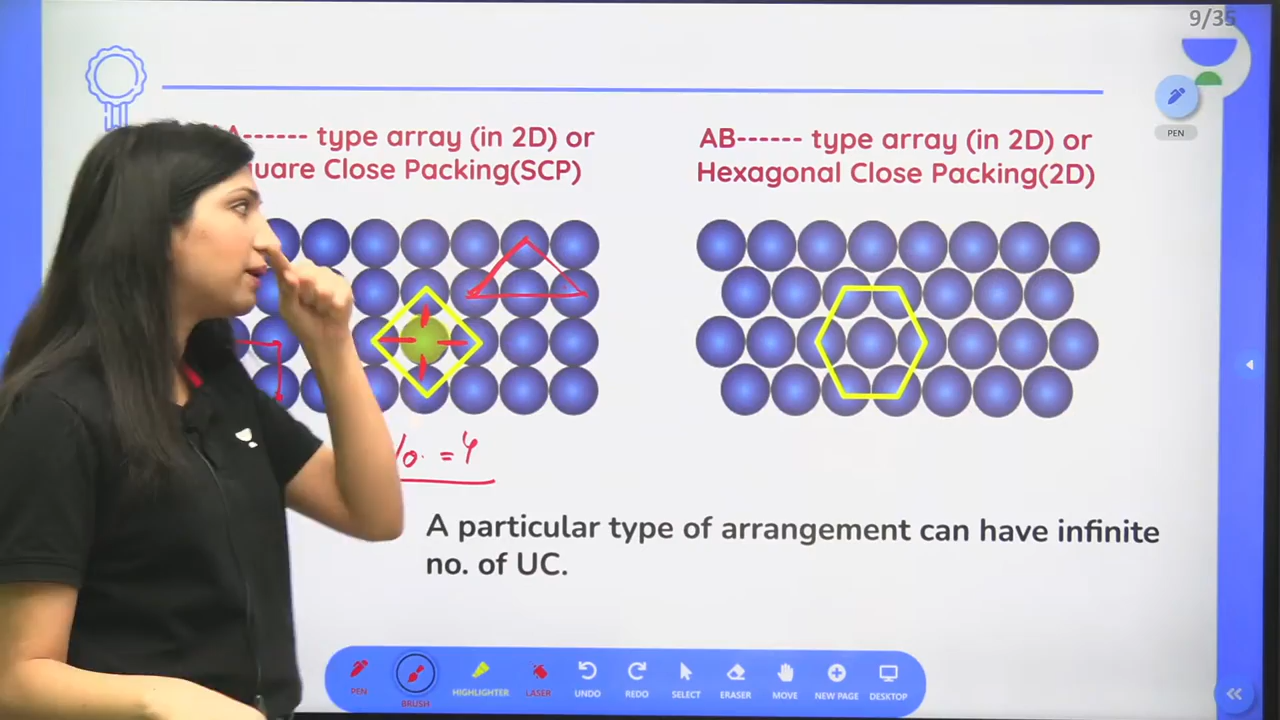 9/35
A------ type array (in 2D) or
uare Close Packing(SCP)
AB------ type array (in 2D) or
Hexagonal Close Packing(2D)
PEN
o. = 4
A particular type of arrangement can have infinite
no. of UC.
PEN
BRUSH
HIGHLIGHTER
LASER
UNDO
REDO
SELECT
ERASER
MOVE
NEW PAGE
DESKTOP